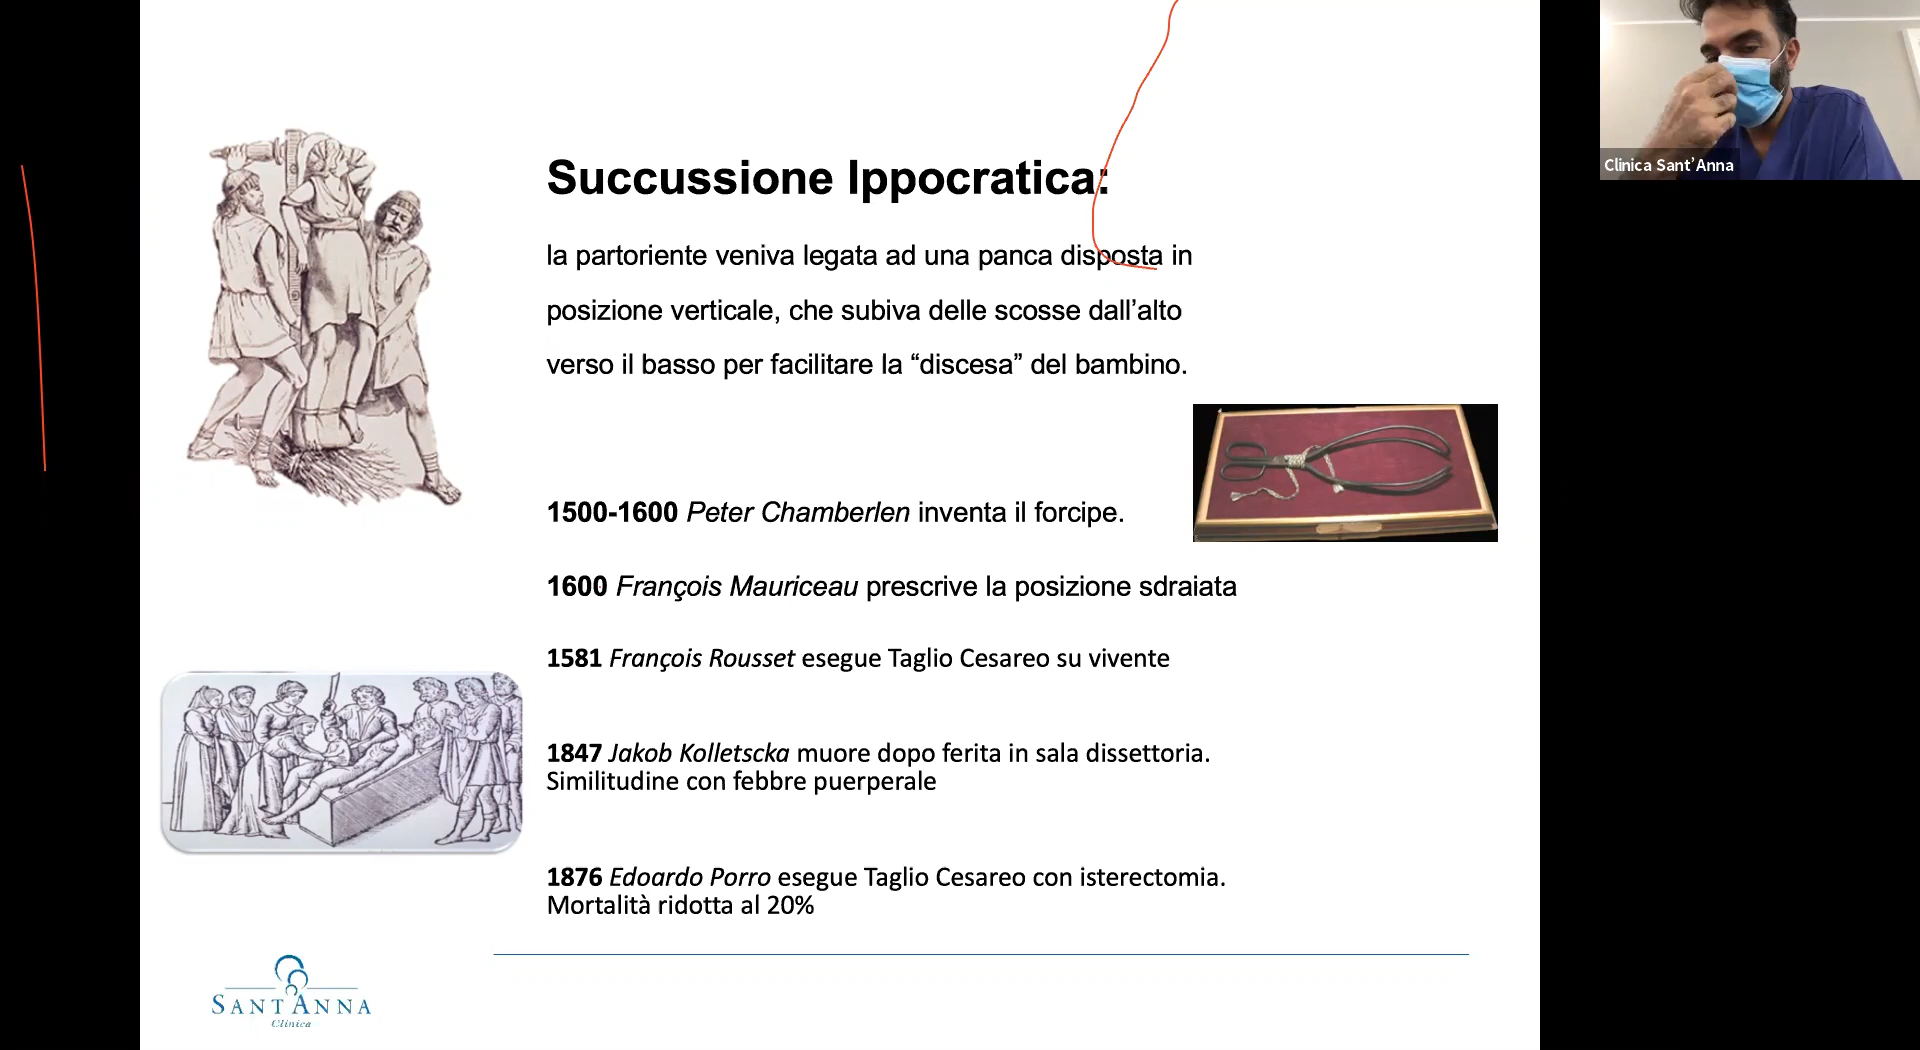 Succussione Ippocratica:
la partoriente veniva legata ad una panca disposta in
posizione verticale, che subiva delle scosse dall’alto
verso il basso per facilitare la “discesa” del bambino.
1500-1600 Peter Chamberlen inventa il forcipe.
1600 François Mauriceau prescrive la posizione sdraiata
1581 François Rousset esegue Taglio Cesareo su vivente
1847 Jakob Kolletscka muore dopo ferita in sala dissettoria.
Similitudine con febbre puerperale
1876 Edoardo Porro esegue Taglio Cesareo con isterectomia.
Mortalità ridotta al 20%
SANT'ANNA
Clinica
Clinica Sant’Anna